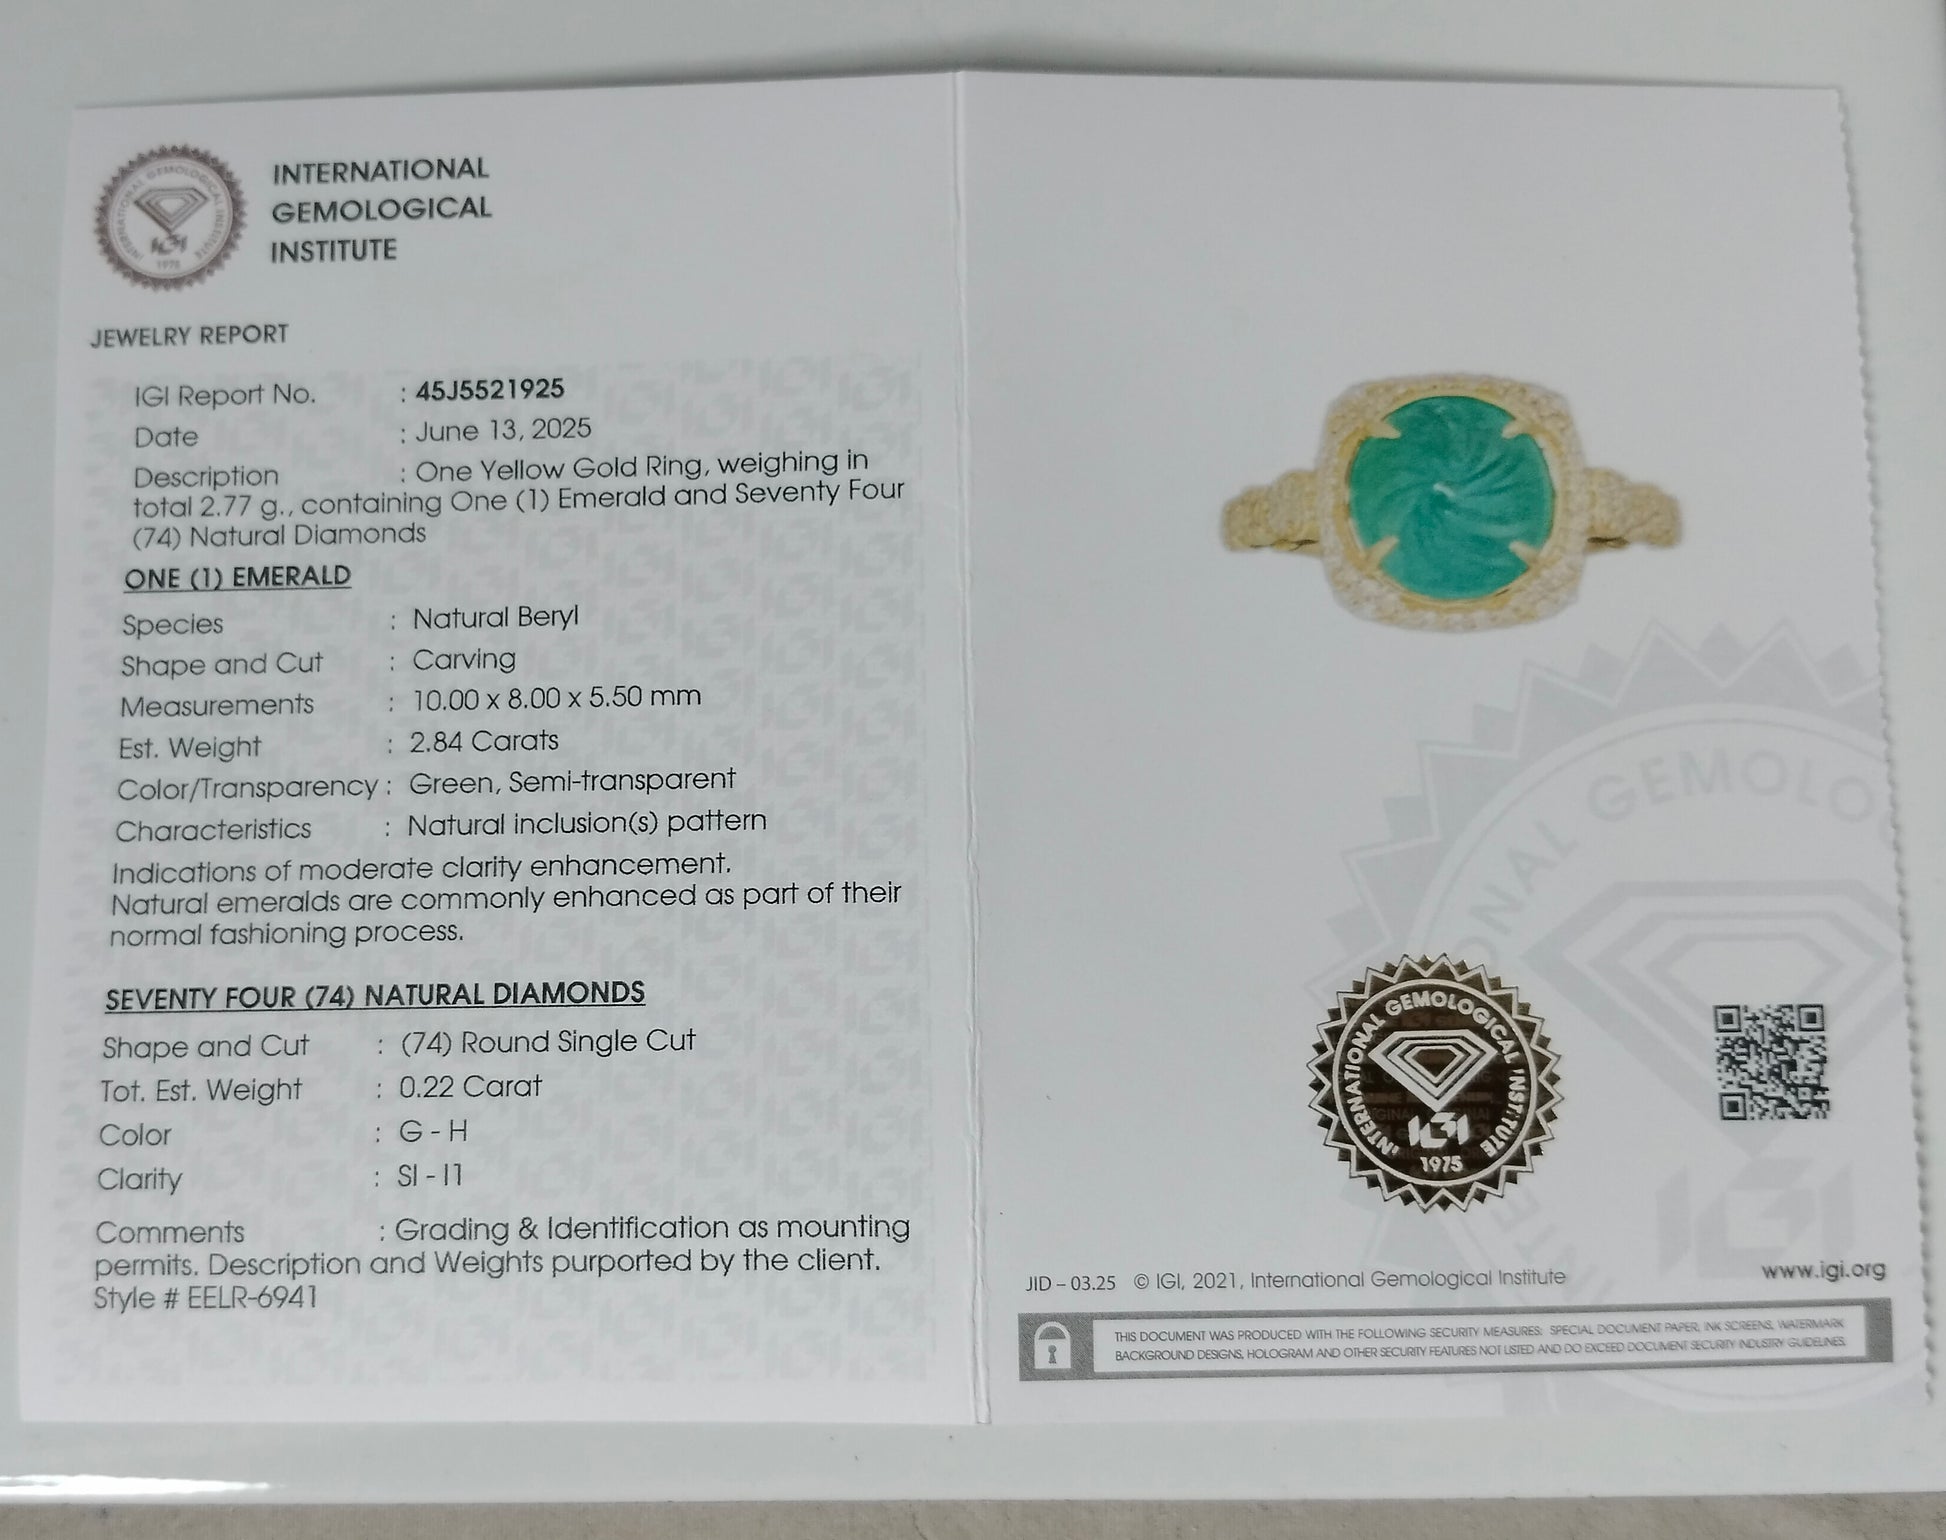 INTERNATIONAL
GEMOLOGICAL
INSTITUTE
INTERNATIONAL GEMOLOGICAL INSTITUTE
IGI
1975
JEWELRY REPORT
IGI Report No. : 45J5521925
Date : June 13, 2025
Description : One Yellow Gold Ring, weighing in
total 2.77 g., containing One (1) Emerald and Seventy Four
(74) Natural Diamonds
ONE (1) EMERALD
Species : Natural Beryl
Shape and Cut : Carving
Measurements : 10.00 x 8.00 x 5.50 mm
Est. Weight : 2.84 Carats
Color/Transparency : Green, Semi-transparent
Characteristics : Natural inclusion(s) pattern
Indications of moderate clarity enhancement.
Natural emeralds are commonly enhanced as part of their
normal fashioning process.
SEVENTY FOUR (74) NATURAL DIAMONDS
Shape and Cut : (74) Round Single Cut
Tot. Est. Weight : 0.22 Carat
Color : G - H
Clarity : SI - I1
Comments : Grading & Identification as mounting
permits. Description and Weights purported by the client.
Style # EELR-6941
INTERNATIONAL GEMOLOGICAL INSTITUTE
IGI
1975
www.igi.org
JID – 03.25 © IGI, 2021, International Gemological Institute
THIS DOCUMENT WAS PRODUCED WITH THE FOLLOWING SECURITY MEASURES: SPECIAL DOCUMENT PAPER, INK SCREENS, WATERMARK
BACKGROUND DESIGNS, HOLOGRAM AND OTHER SECURITY FEATURES NOT LISTED AND DO EXCEED DOCUMENT SECURITY INDUSTRY GUIDELINES.